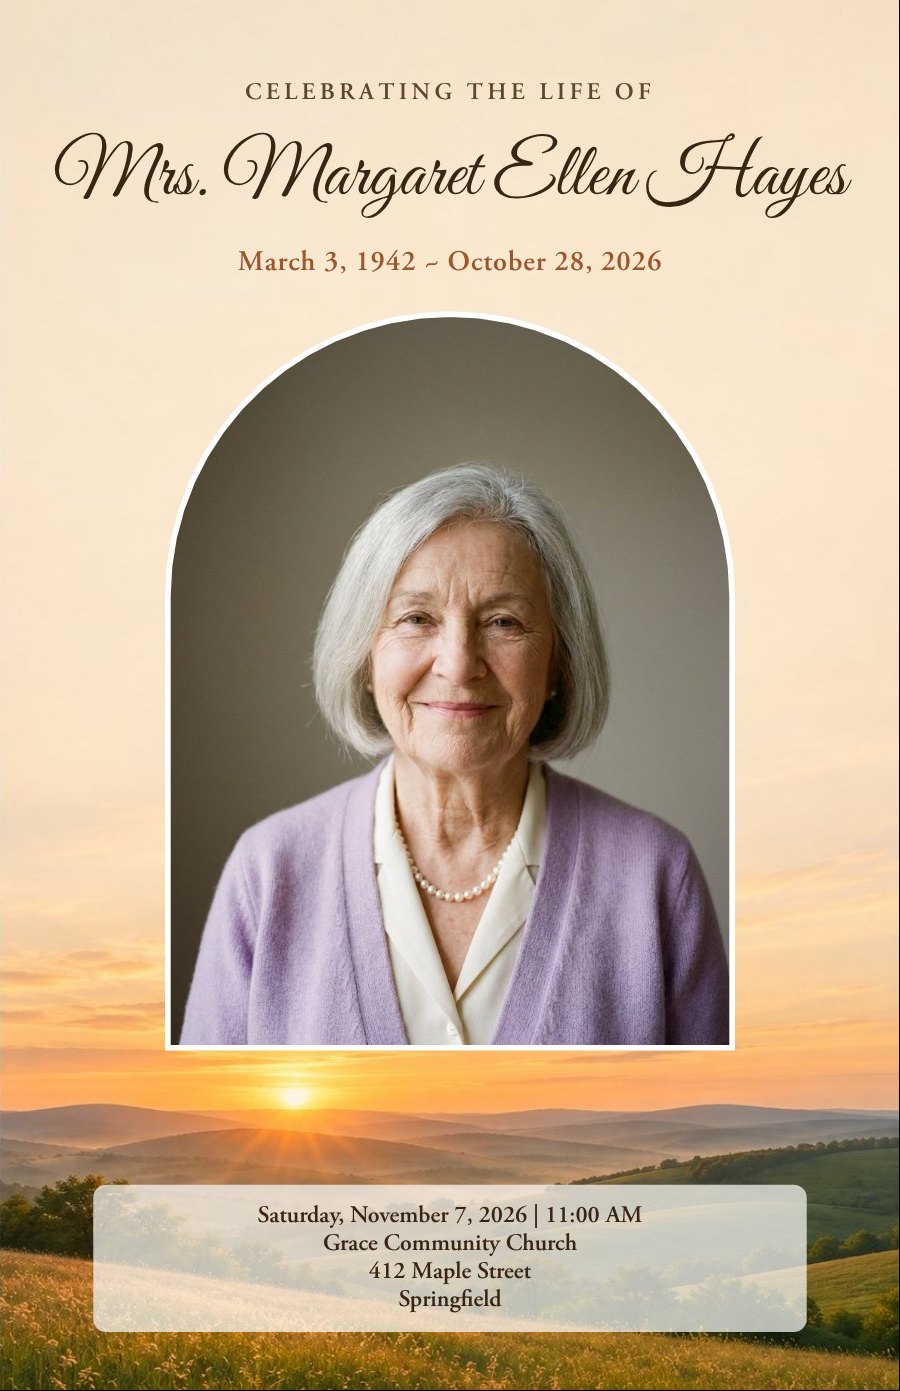 CELEBRATING THE LIFE OF
Mrs. Margaret Ellen Hayes
March 3, 1942 ~ October 28, 2026
Saturday, November 7, 2026 | 11:00 AM
Grace Community Church
412 Maple Street
Springfield